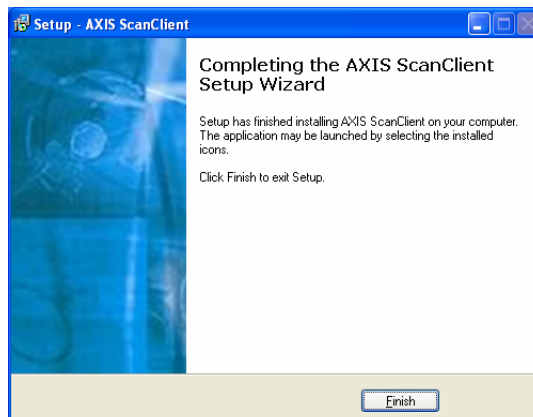 Setup - AXIS ScanClient
Completing the AXIS ScanClient
Setup Wizard
Setup has finished installing AXIS ScanClient on your computer.
The application may be launched by selecting the installed
icons.
Click Finish to exit Setup.
Finish